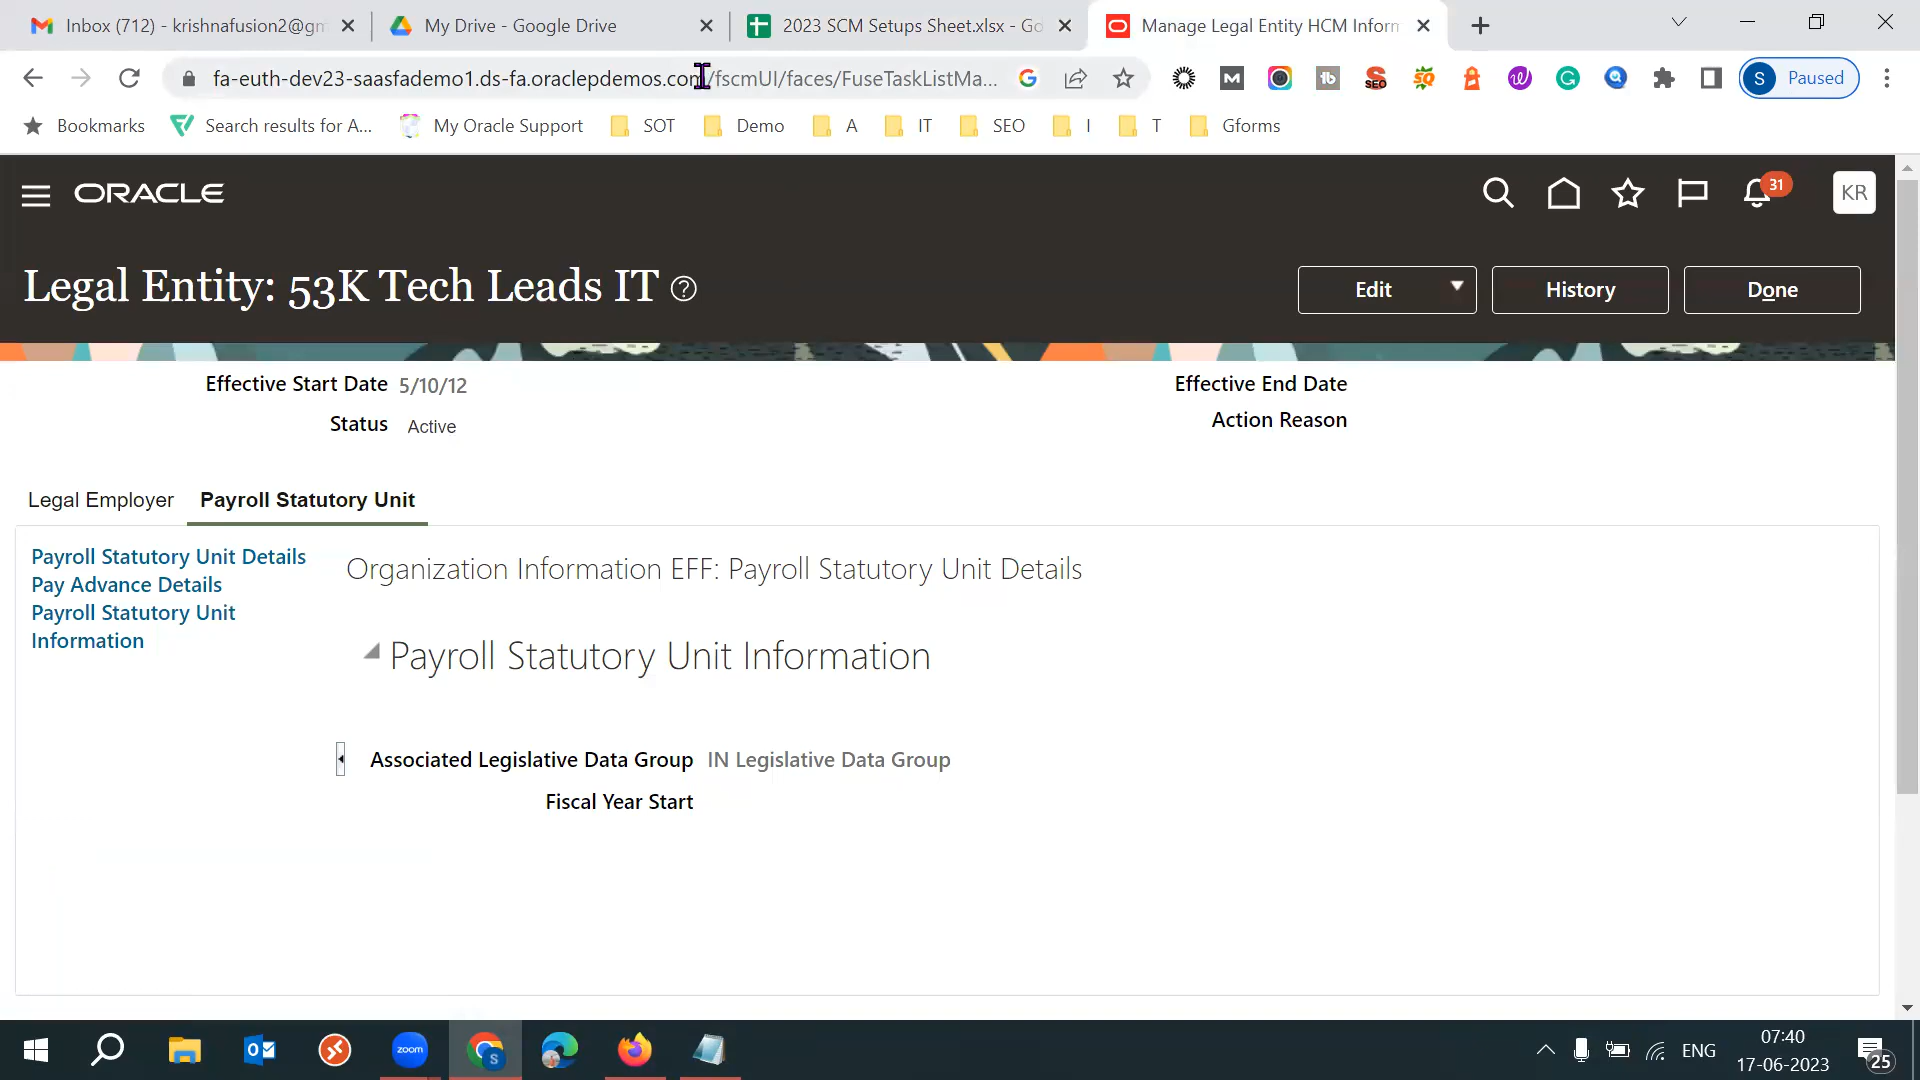 Inbox (712) - krishnafusion2@gm
My Drive - Google Drive
2023 SCM Setups Sheet.xlsx - Go
Manage Legal Entity HCM Inform
fa-euth-dev23-saasfademo1.ds-fa.oraclepdemos.com/fscmUI/faces/FuseTaskListMa...
S Paused
Bookmarks
Search results for A...
My Oracle Support
SOT
Demo
A
IT
SEO
I
T
Gforms
ORACLE
31
KR
Legal Entity: 53K Tech Leads IT
Edit
History
Done
Effective Start Date 5/10/12
Effective End Date
Status Active
Action Reason
Legal Employer
Payroll Statutory Unit
Payroll Statutory Unit Details
Pay Advance Details
Payroll Statutory Unit
Information
Organization Information EFF: Payroll Statutory Unit Details
Payroll Statutory Unit Information
Associated Legislative Data Group IN Legislative Data Group
Fiscal Year Start
zoom
S
ENG
07:40
17-06-2023
25